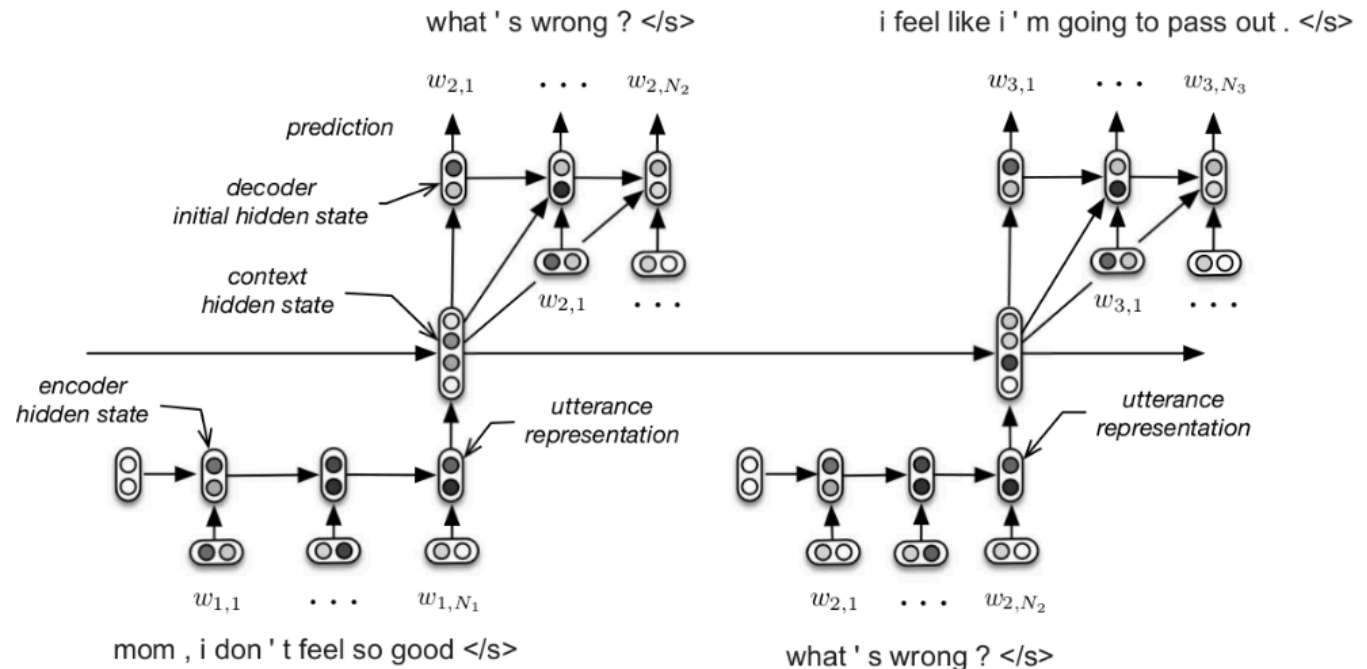 what ' s wrong ? </s>
i feel like i ' m going to pass out . </s>
w2,1 · · · w2,N2
w3,1 · · · w3,N3
prediction
decoder
initial hidden state
context
hidden state
w2,1 · · ·
w3,1 · · ·
encoder
hidden state
utterance
representation
utterance
representation
w1,1 · · · w1,N1
w2,1 · · · w2,N2
mom , i don ' t feel so good </s>
what ' s wrong ? </s>